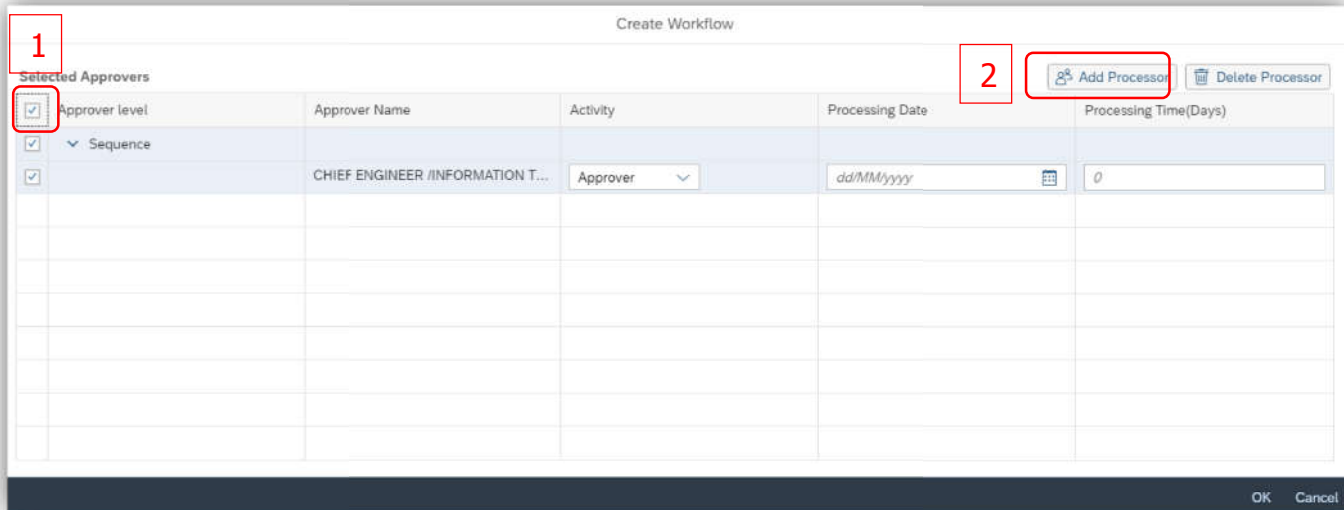 Create Workflow
1
Selected Approvers
2
Add Processor
Delete Processor
Approver level
Approver Name
Activity
Processing Date
Processing Time(Days)
Sequence
CHIEF ENGINEER /INFORMATION T...
Approver
dd/MM/yyyy
0
OK
Cancel